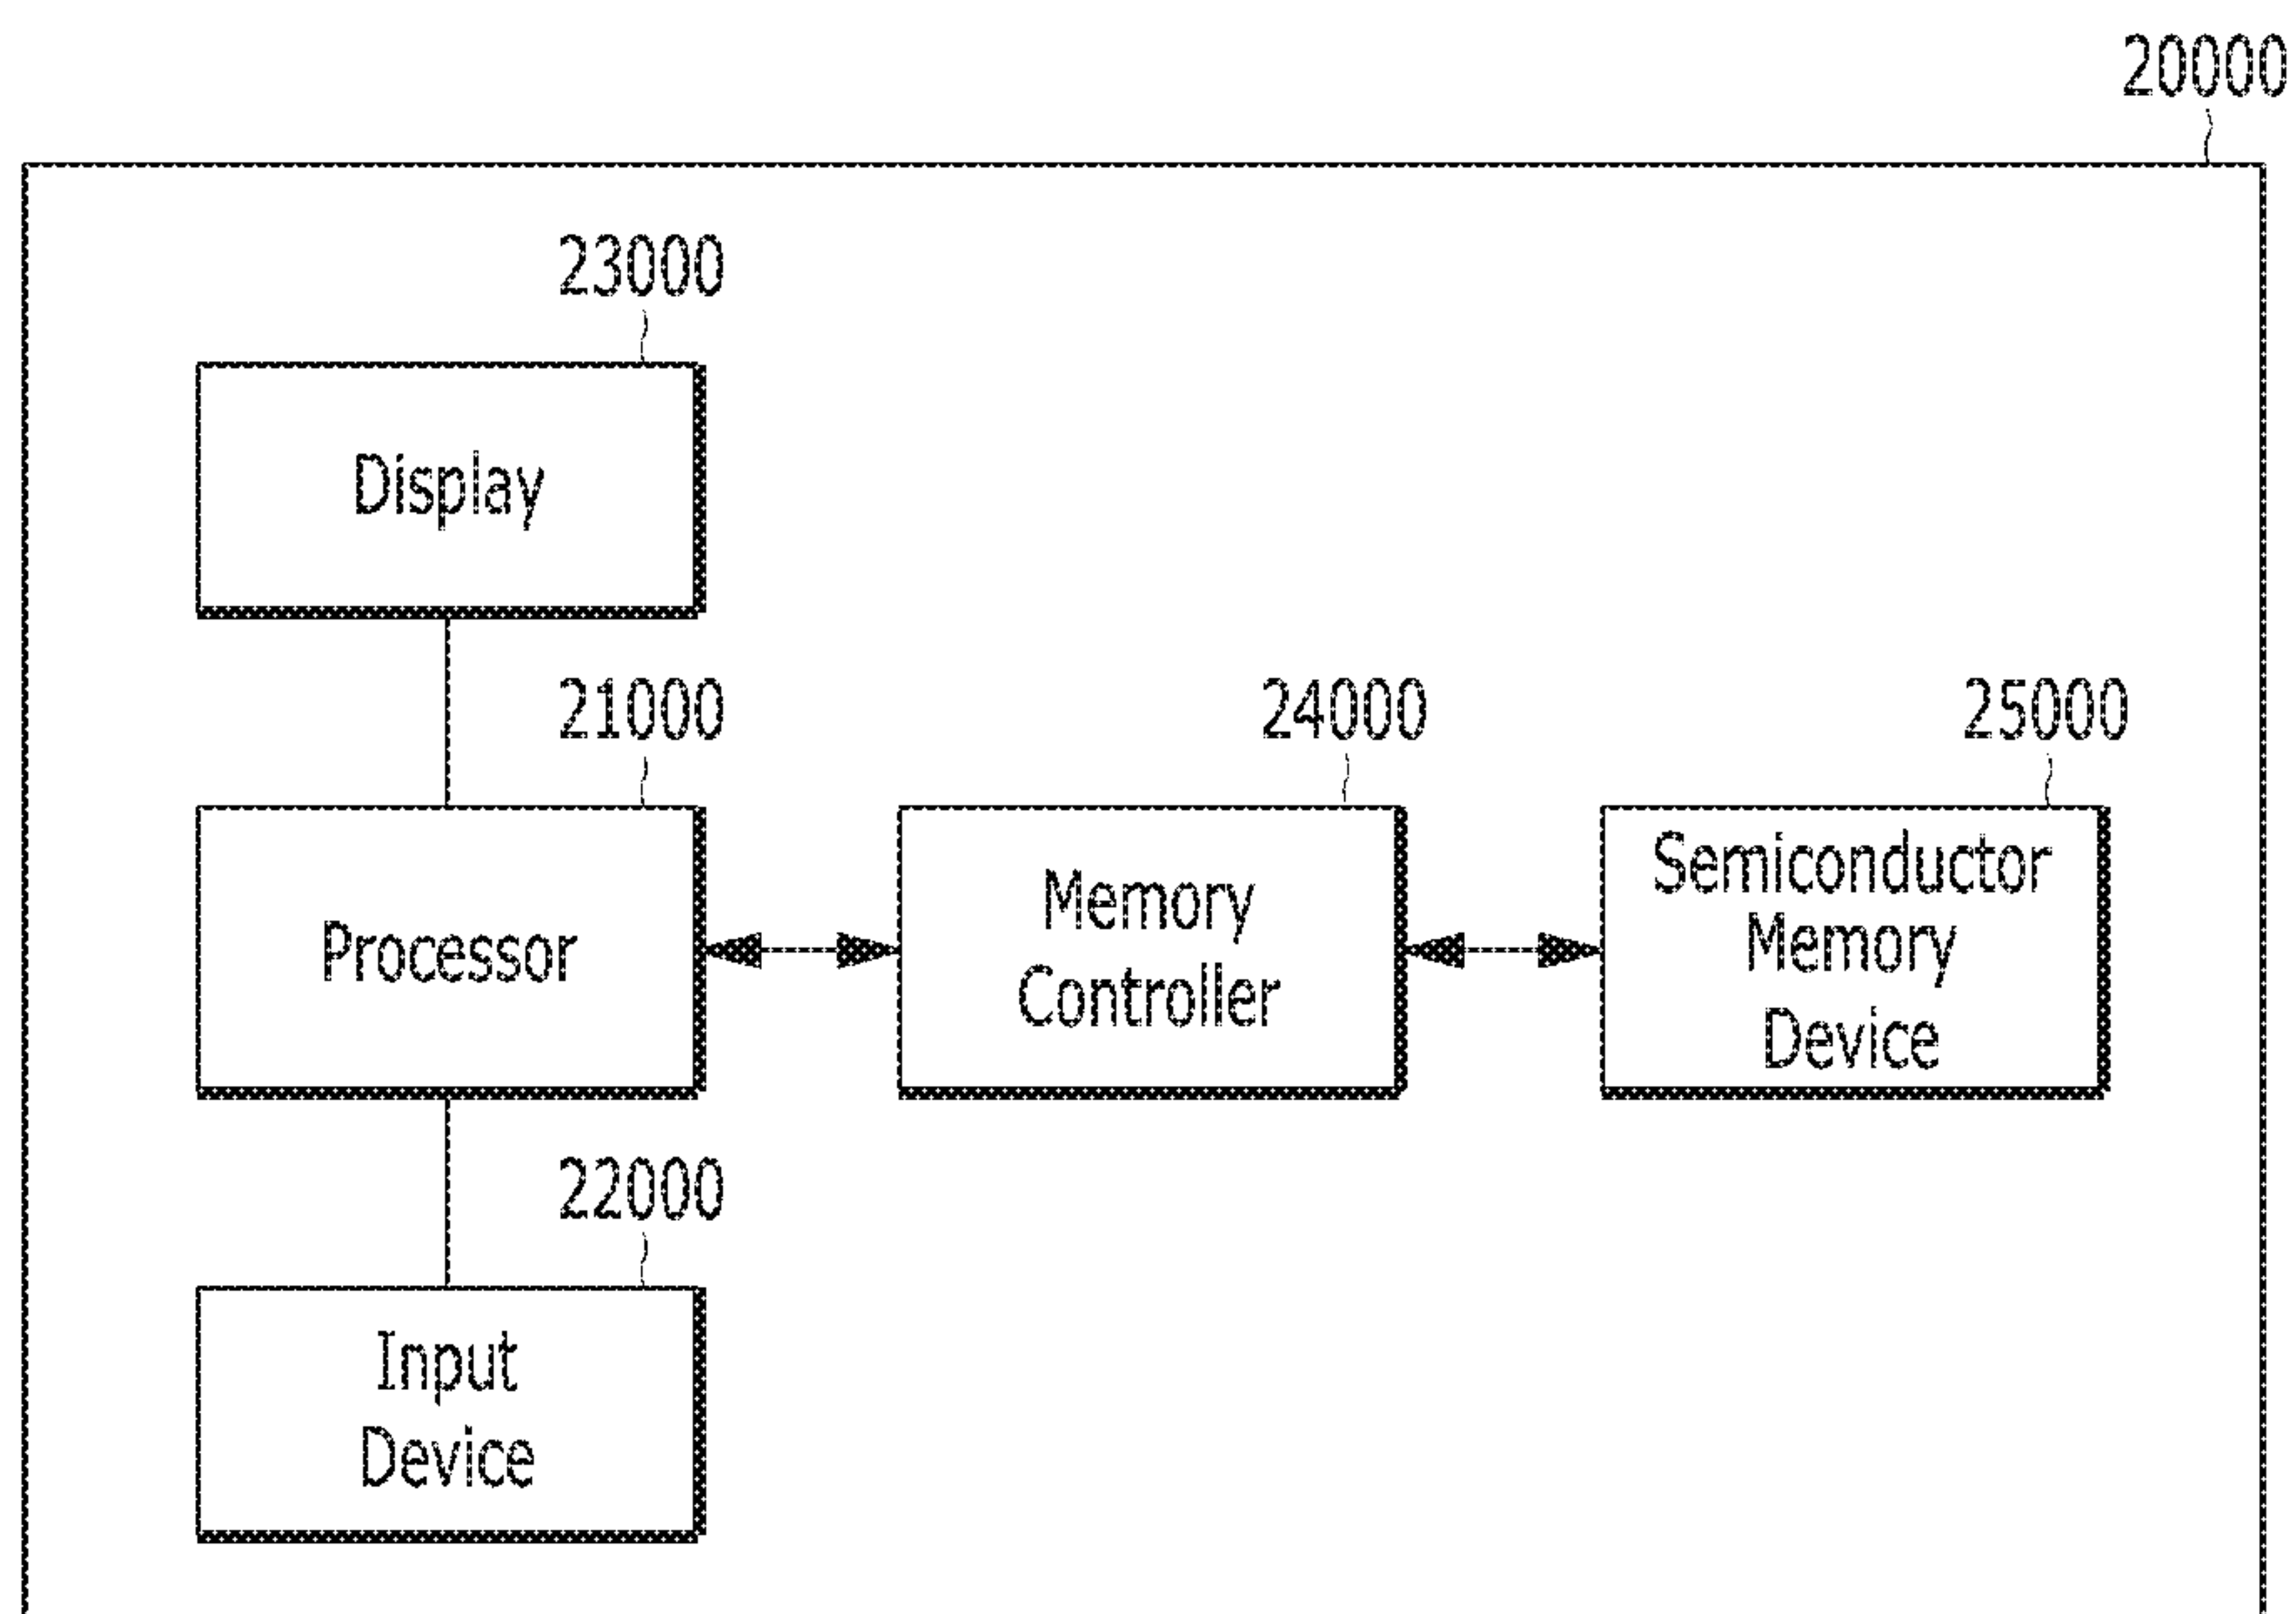 20000
23000
Display
21000
24000
25000
Processor
Memory
Controller
Semiconductor
Memory
Device
22000
Input
Device